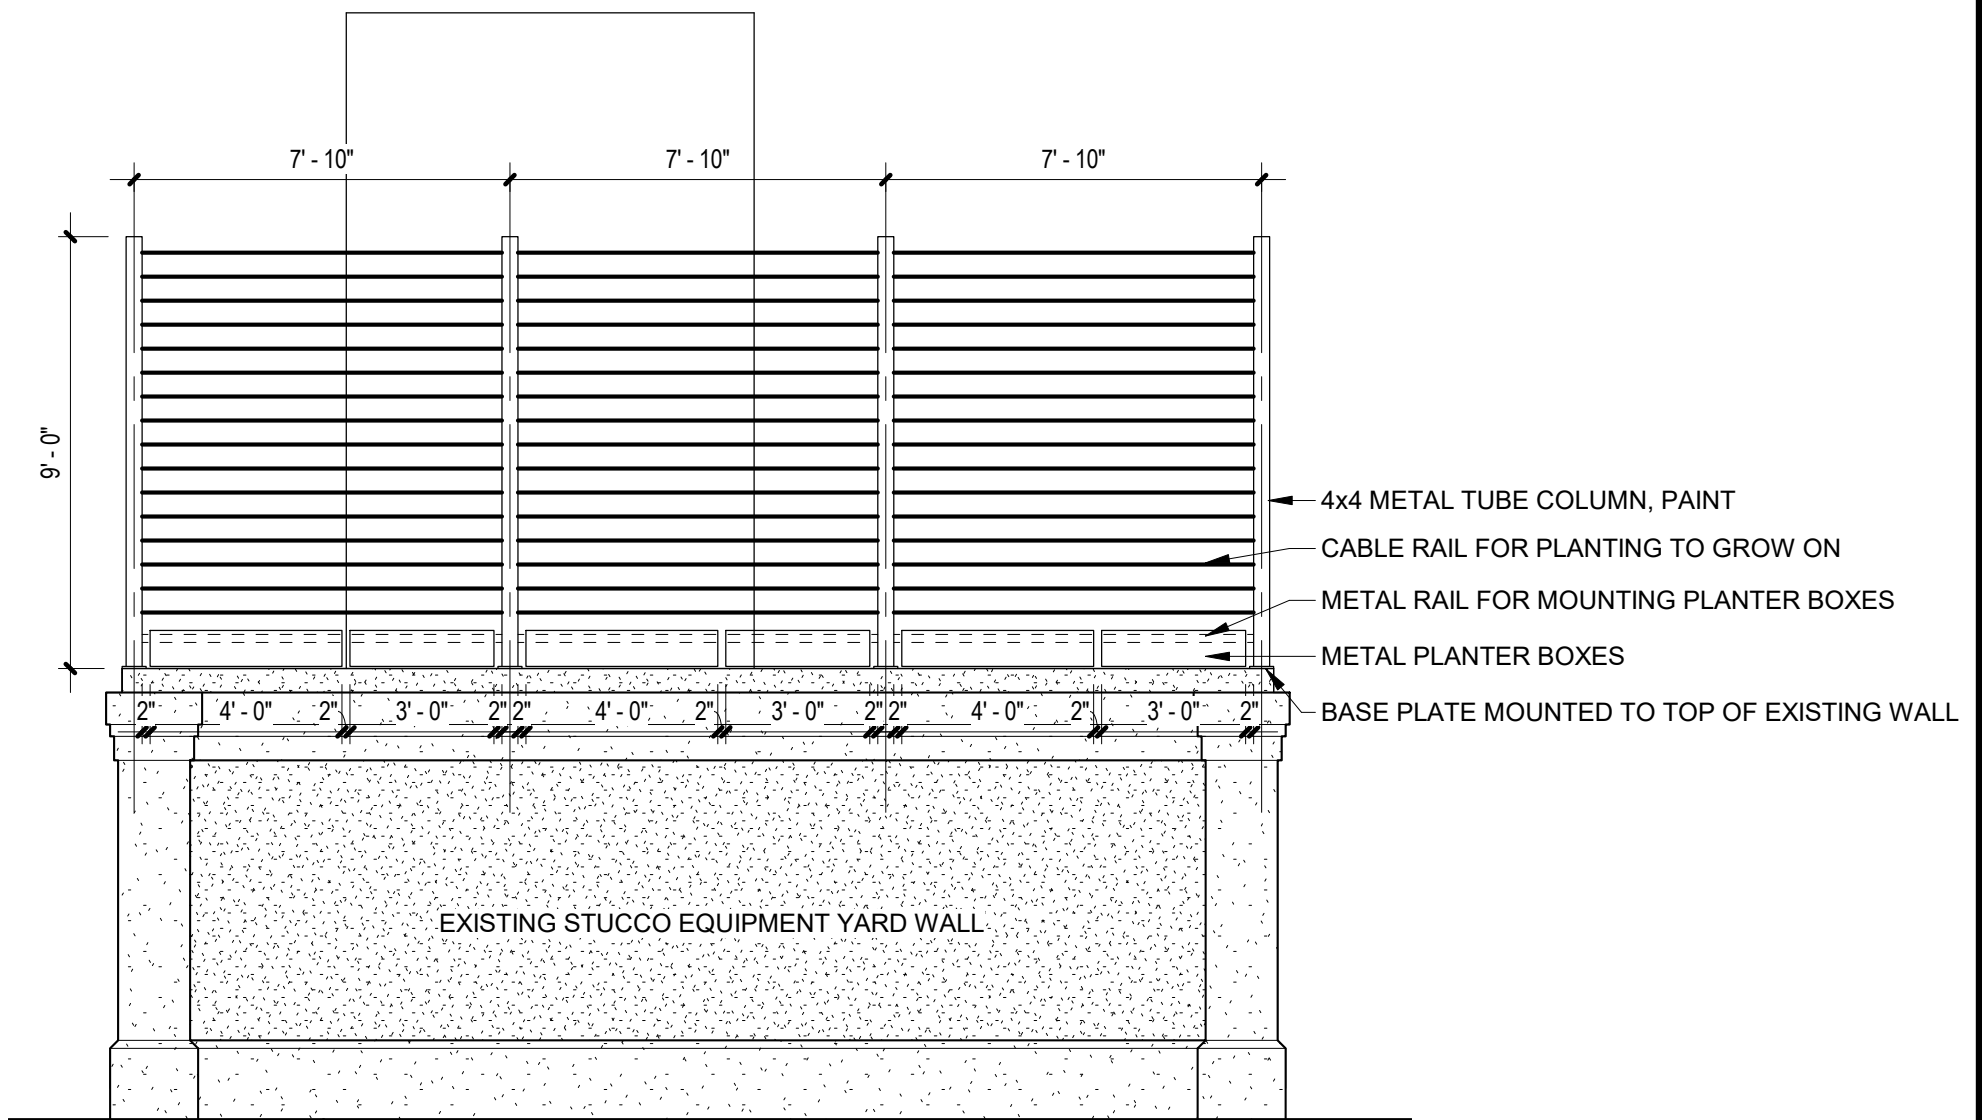 7' - 10" 7' - 10" 7' - 10"
9' - 0"
4x4 METAL TUBE COLUMN, PAINT
CABLE RAIL FOR PLANTING TO GROW ON
METAL RAIL FOR MOUNTING PLANTER BOXES
METAL PLANTER BOXES
BASE PLATE MOUNTED TO TOP OF EXISTING WALL
2" 4' - 0" 2" 3' - 0" 2" 2" 4' - 0" 2" 3' - 0" 2" 2" 4' - 0" 2" 3' - 0" 2"
EXISTING STUCCO EQUIPMENT YARD WALL